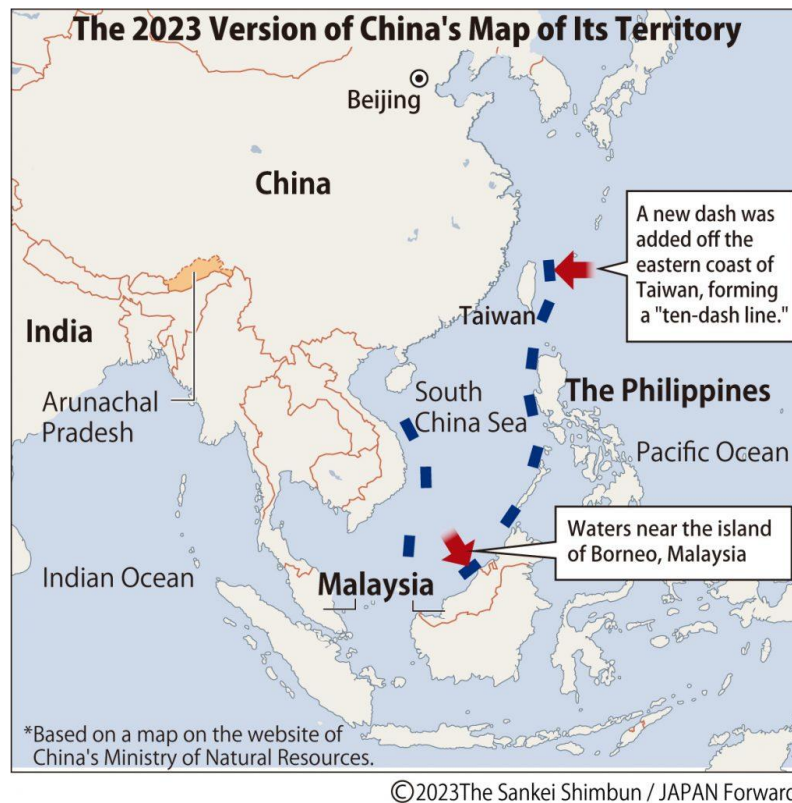 The 2023 Version of China's Map of Its Territory
Beijing
China
A new dash was
added off the
eastern coast of
Taiwan, forming
a "ten-dash line."
Taiwan
India
Arunachal
Pradesh
South
China Sea
The Philippines
Pacific Ocean
Waters near the island
of Borneo, Malaysia
Indian Ocean
Malaysia
*Based on a map on the website of
China's Ministry of Natural Resources.
©2023The Sankei Shimbun / JAPAN Forward